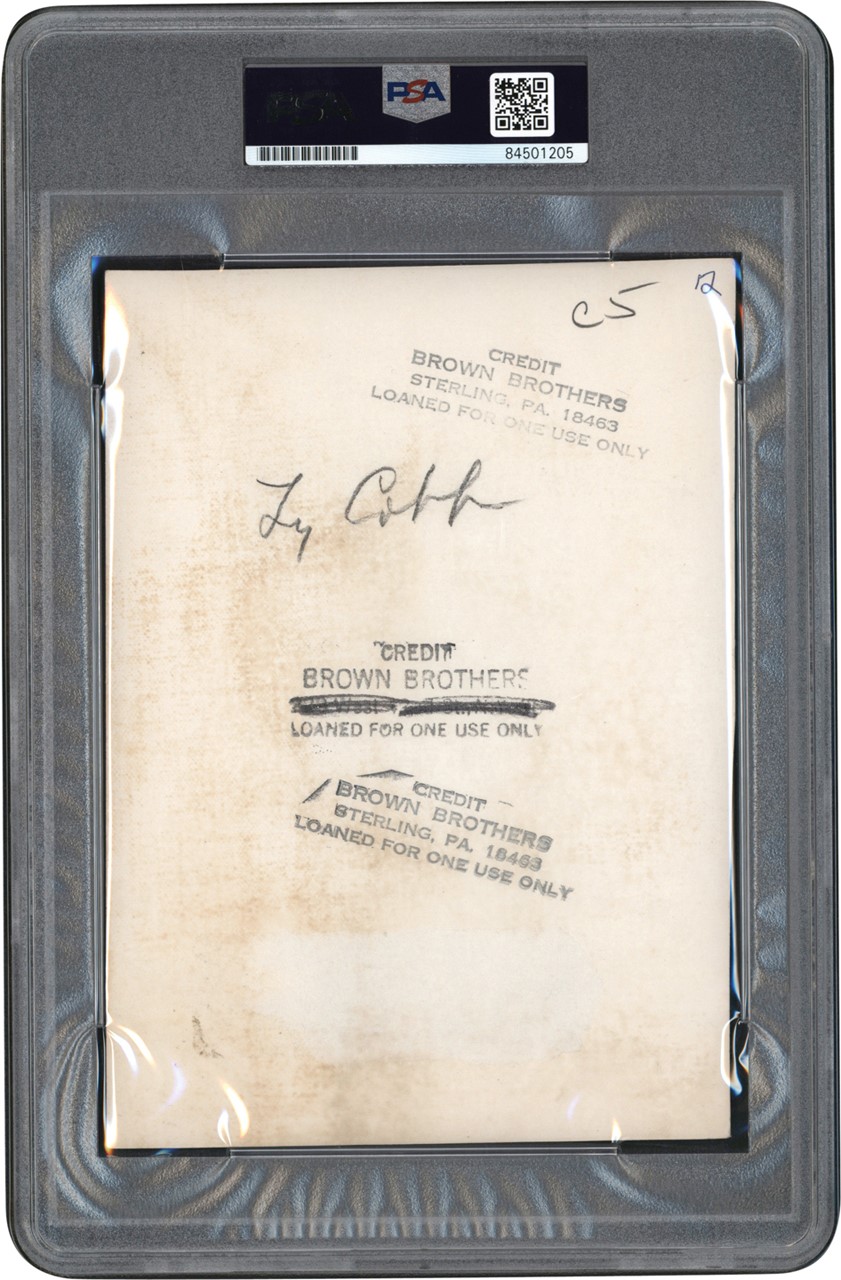 PSA
PSA
84501205
C5
R
CREDIT
BROWN BROTHERS
STERLING, PA. 18463
LOANED FOR ONE USE ONLY
Ty Cobb
CREDIT
BROWN BROTHERS
LOANED FOR ONE USE ONLY
CREDIT
BROWN BROTHERS
STERLING, PA. 18463
LOANED FOR ONE USE ONLY